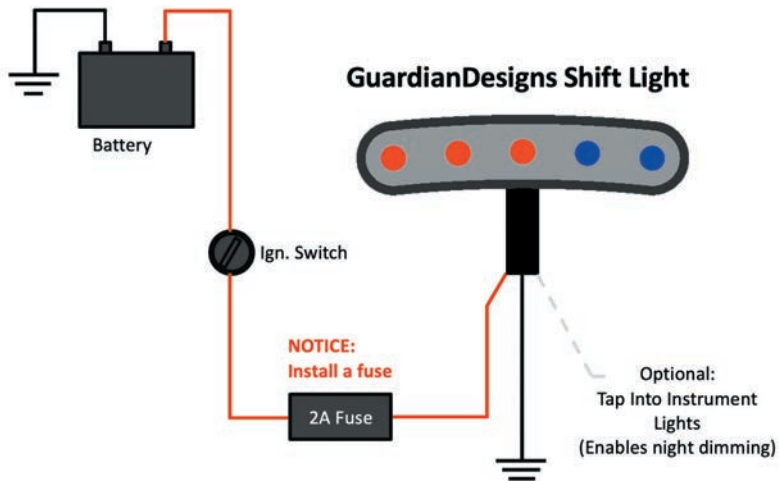 GuardianDesigns Shift Light
Battery
Ign. Switch
NOTICE:
Install a fuse
2A Fuse
Optional:
Tap Into Instrument
Lights
(Enables night dimming)